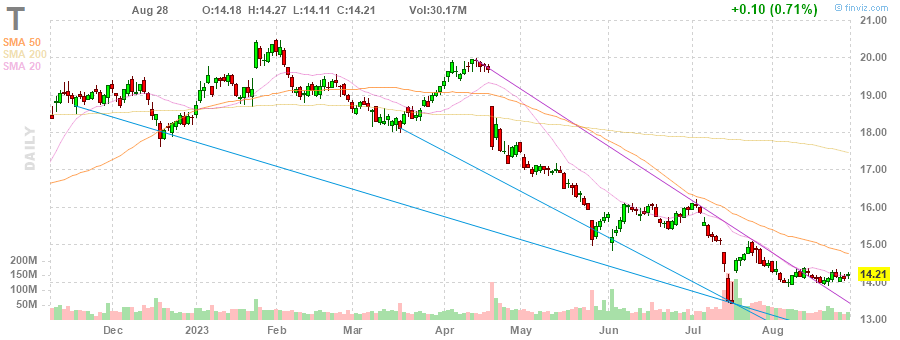 T Aug 28 O:14.18 H:14.27 L:14.11 C:14.21 Vol:30.17M +0.10 (0.71%) finviz.com
21.00
SMA 50
SMA 200
20.00
SMA 20
19.00
18.00
DAILY
17.00
16.00
15.00
200M
150M 14.21
14.00
100M
50M
13.00
Dec 2023 Feb Mar Apr May Jun Jul Aug